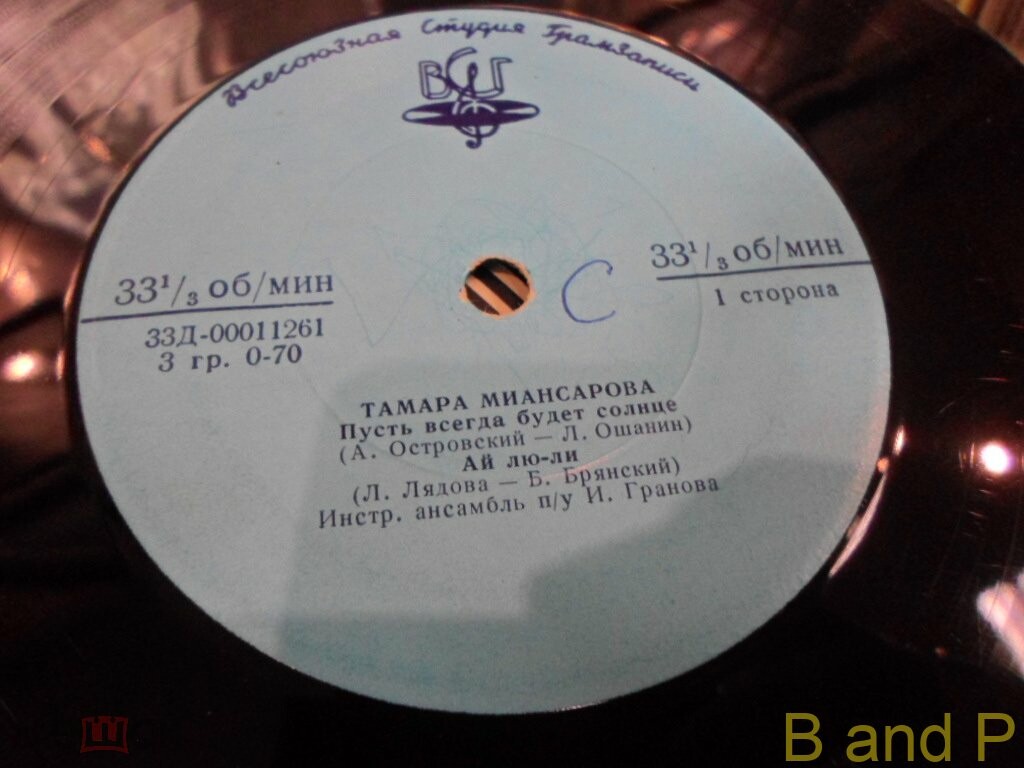 Всесоюзная Студия Грамзаписи
ВСГ
33¹/₃ об/мин
33Д-00011261
3 гр. 0-70
С
33¹/₃ об/мин
1 сторона
ТАМАРА МИАНСАРОВА
Пусть всегда будет солнце
(А. Островский — Л. Ошанин)
Ай лю-ли
(Л. Лядова — Б. Брянский)
Инстр. ансамбль п/у И. Гранова
B and P